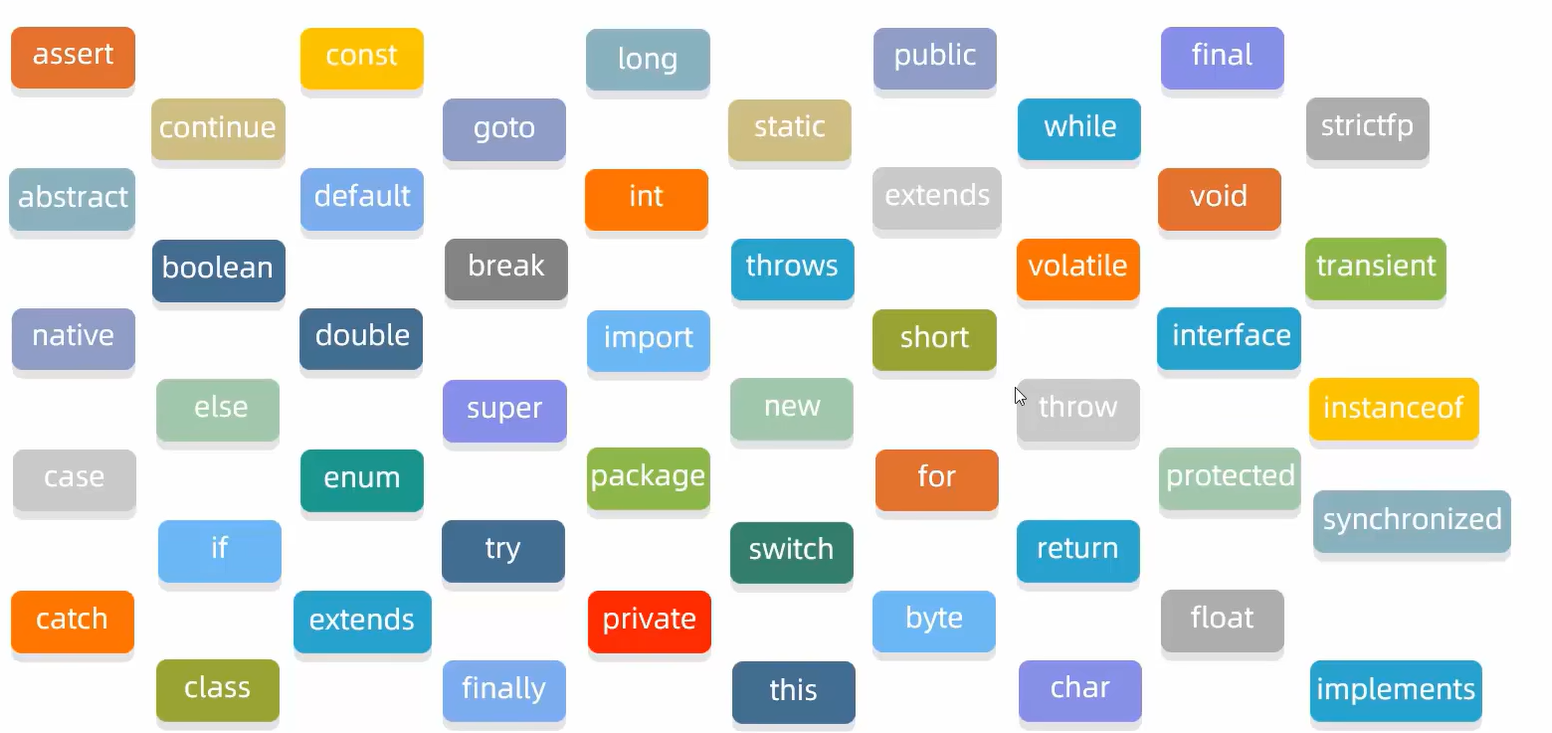 assert const long public final
continue goto static while strictfp
abstract default int extends void
boolean break throws volatile transient
native double import short interface
else super new throw instanceof
case enum package for protected
synchronized
if try switch return
catch extends private byte float
class finally this char implements